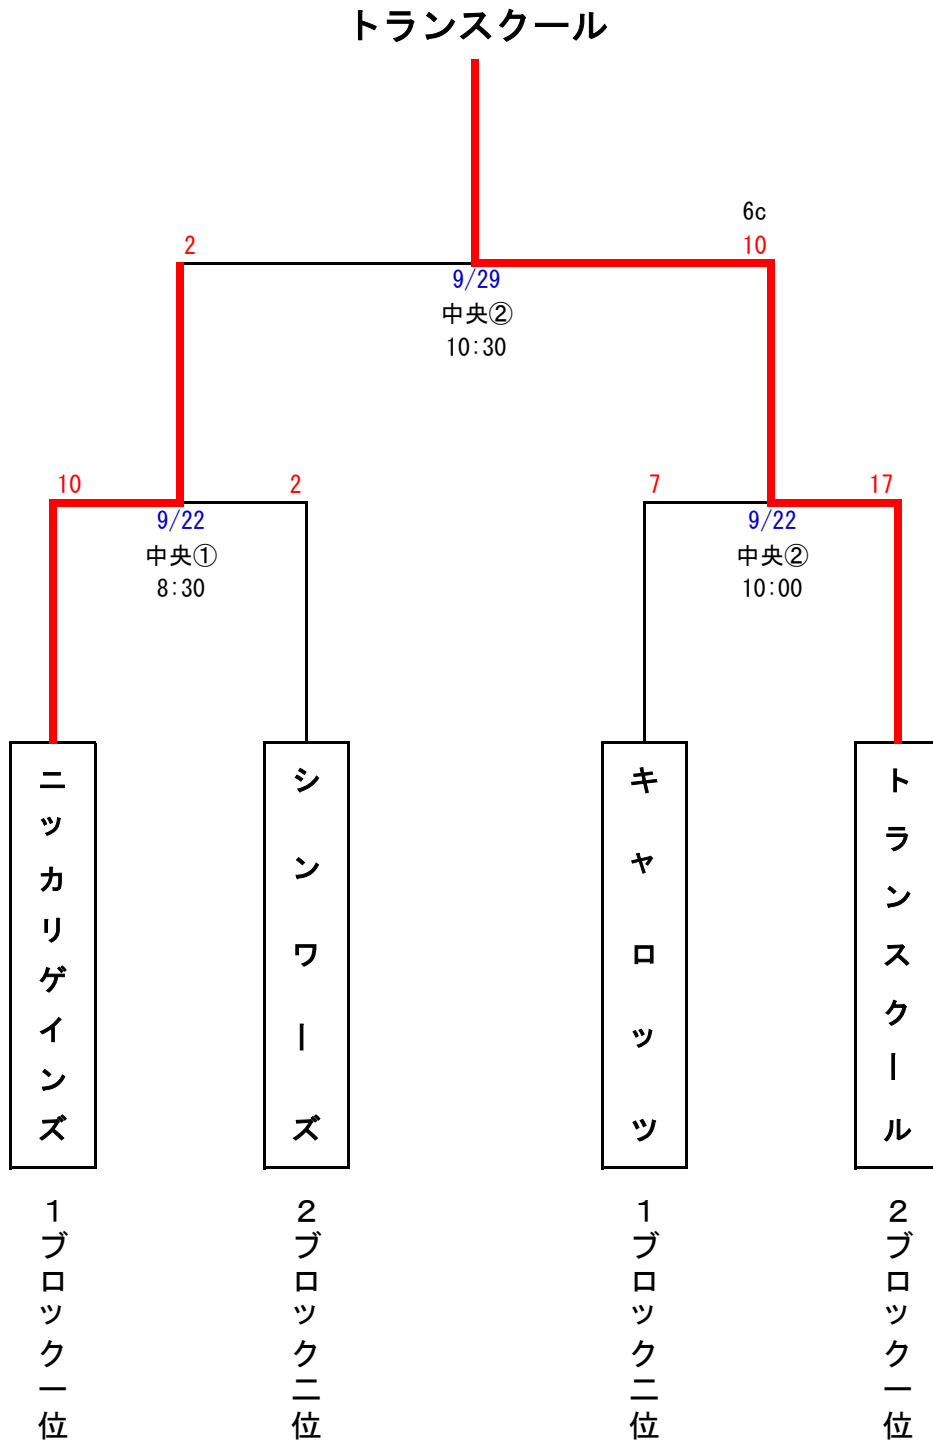 トランスクール
6c
2
10
9/29
中央②
10:30
10
2
7
17
9/22
中央①
8:30
9/22
中央②
10:00
ニッカリゲインズ
シンワーズ
キャロッツ
トランスクール
1ブロック一位
2ブロック二位
1ブロック二位
2ブロック一位